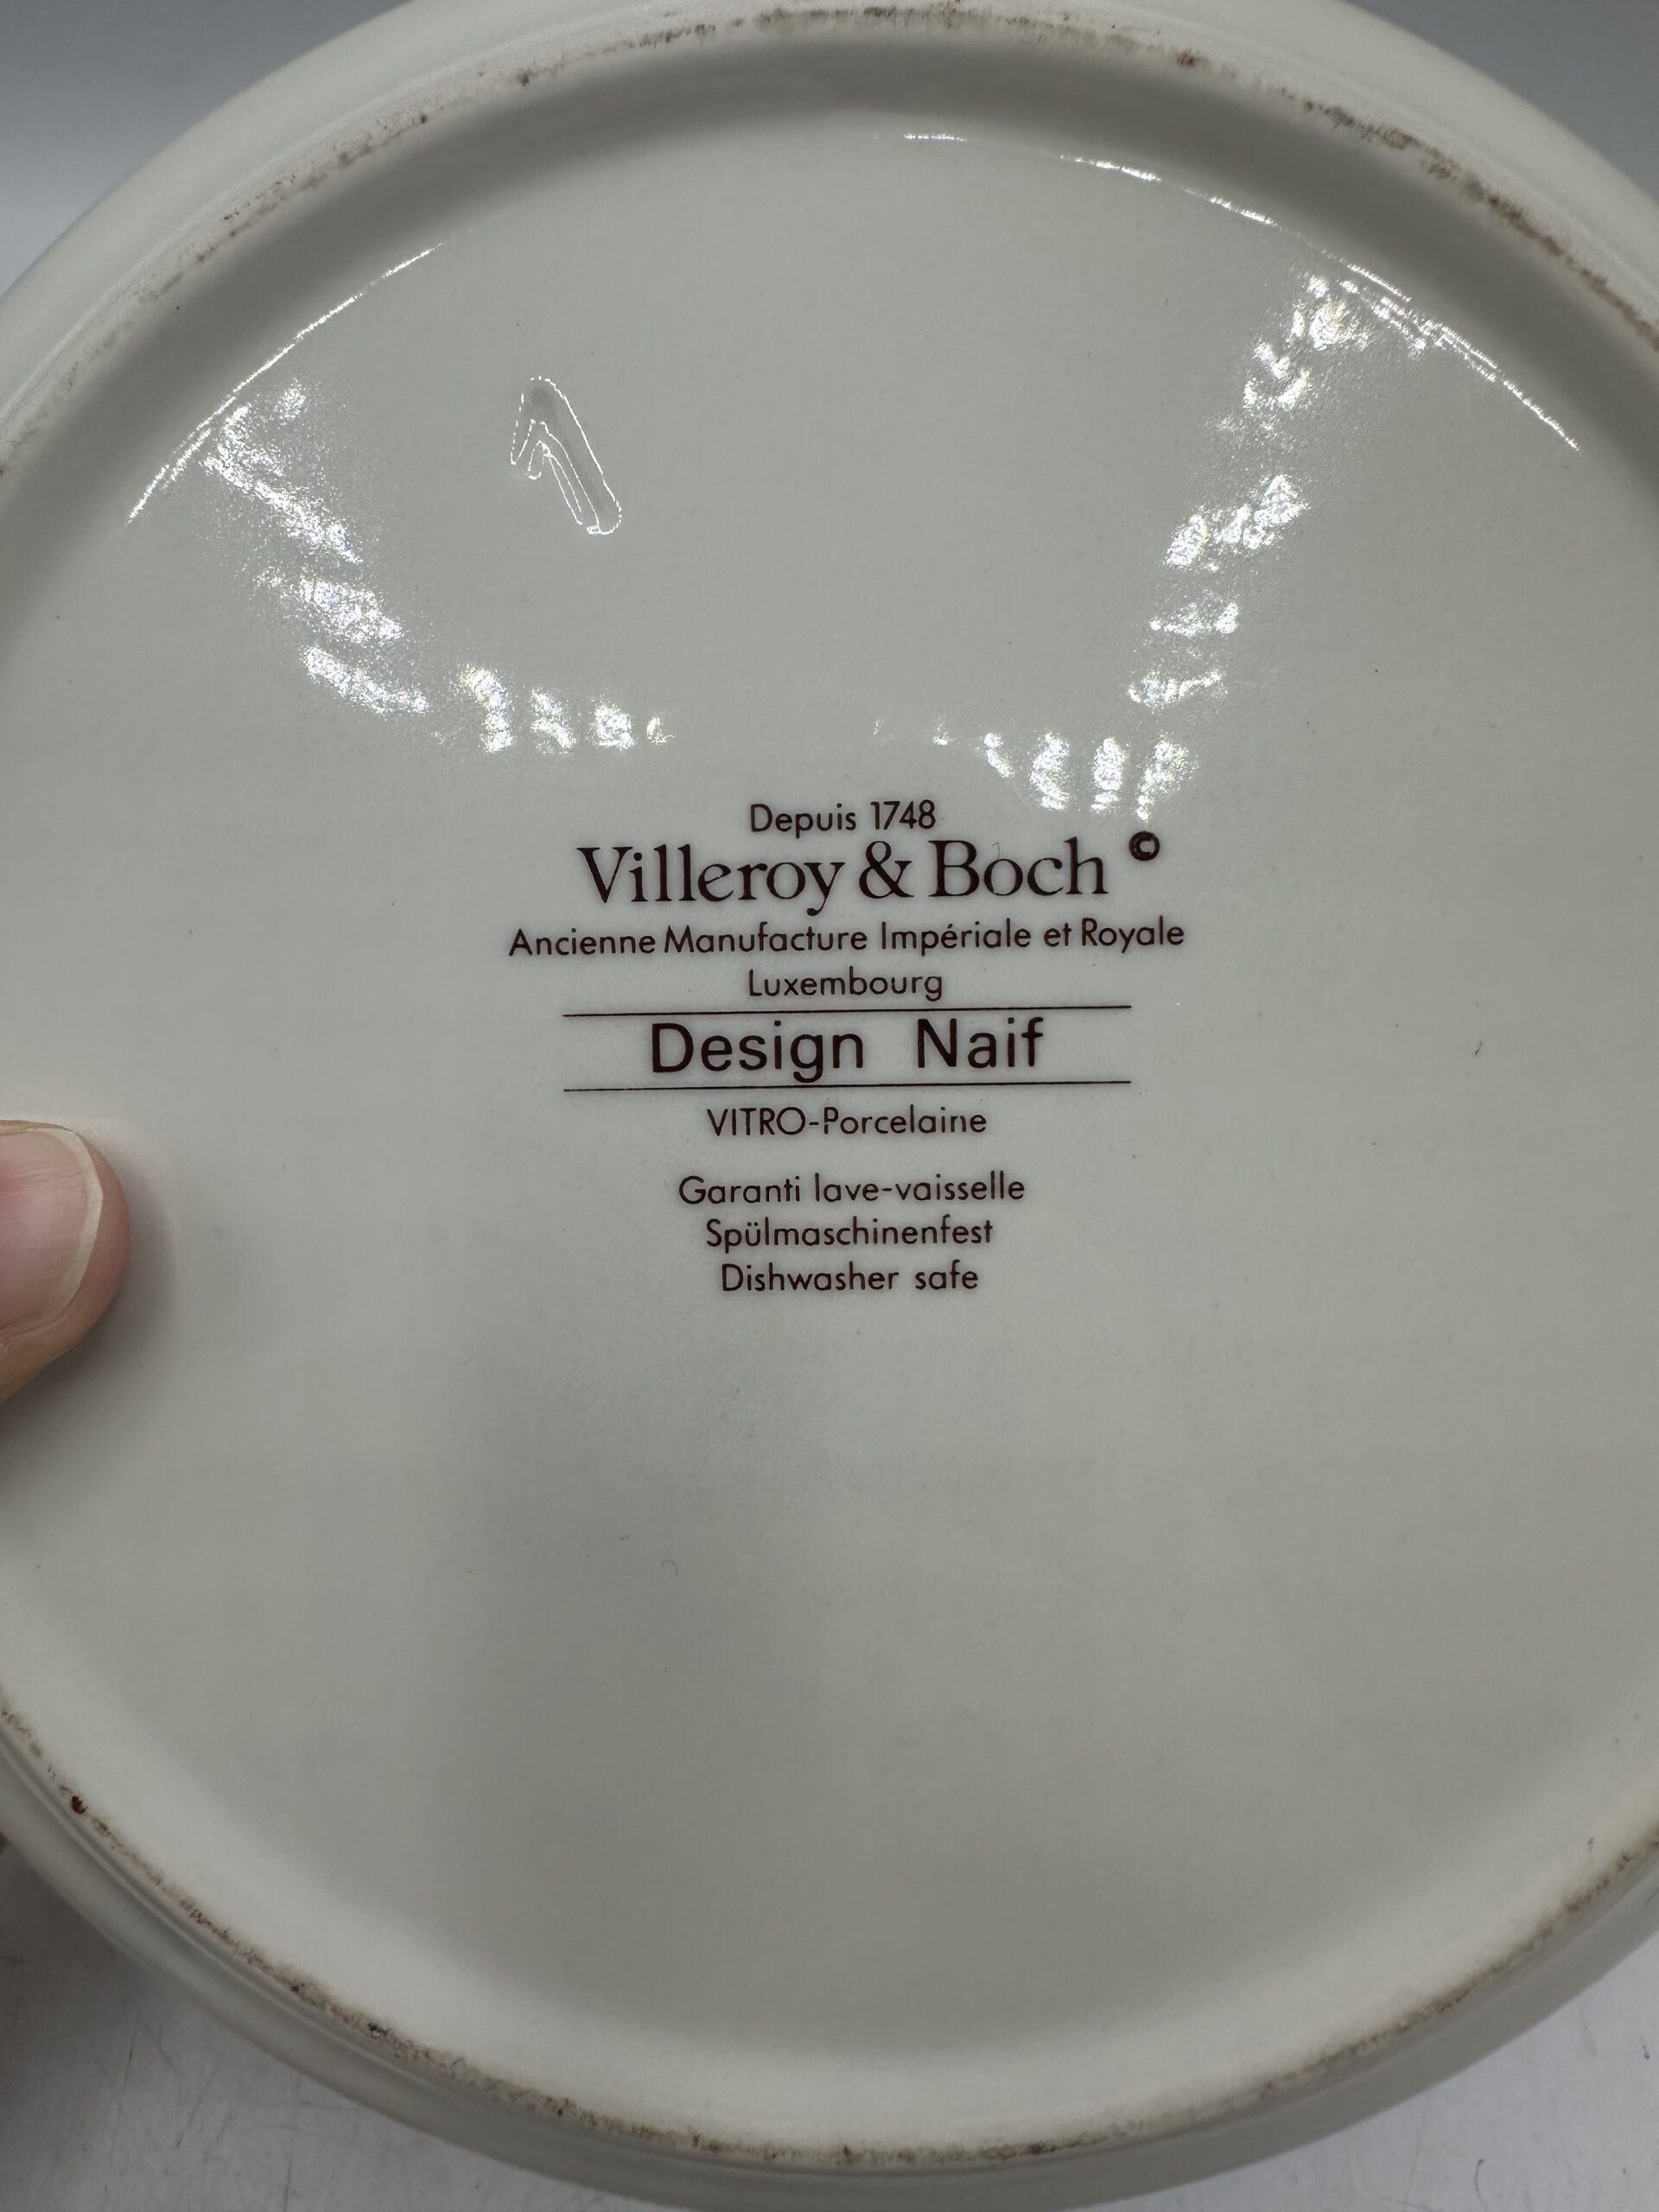 1
Depuis 1748
Villeroy & Boch ©
Ancienne Manufacture Impériale et Royale
Luxembourg
Design Naif
VITRO-Porcelaine
Garanti lave-vaisselle
Spülmaschinenfest
Dishwasher safe